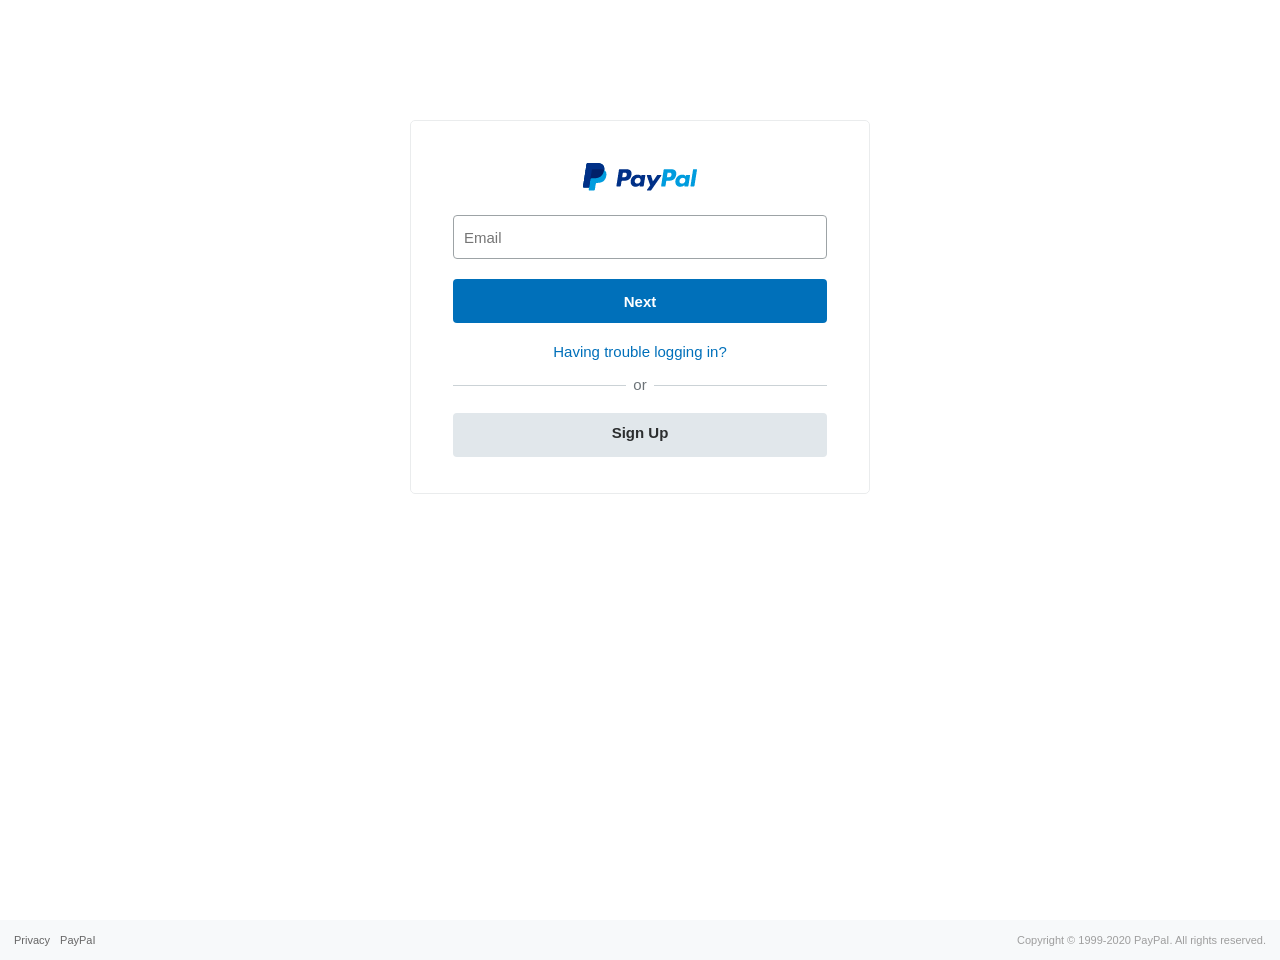 PayPal
Email
Next
Having trouble logging in?
or
Sign Up
Privacy PayPal
Copyright © 1999-2020 PayPal. All rights reserved.